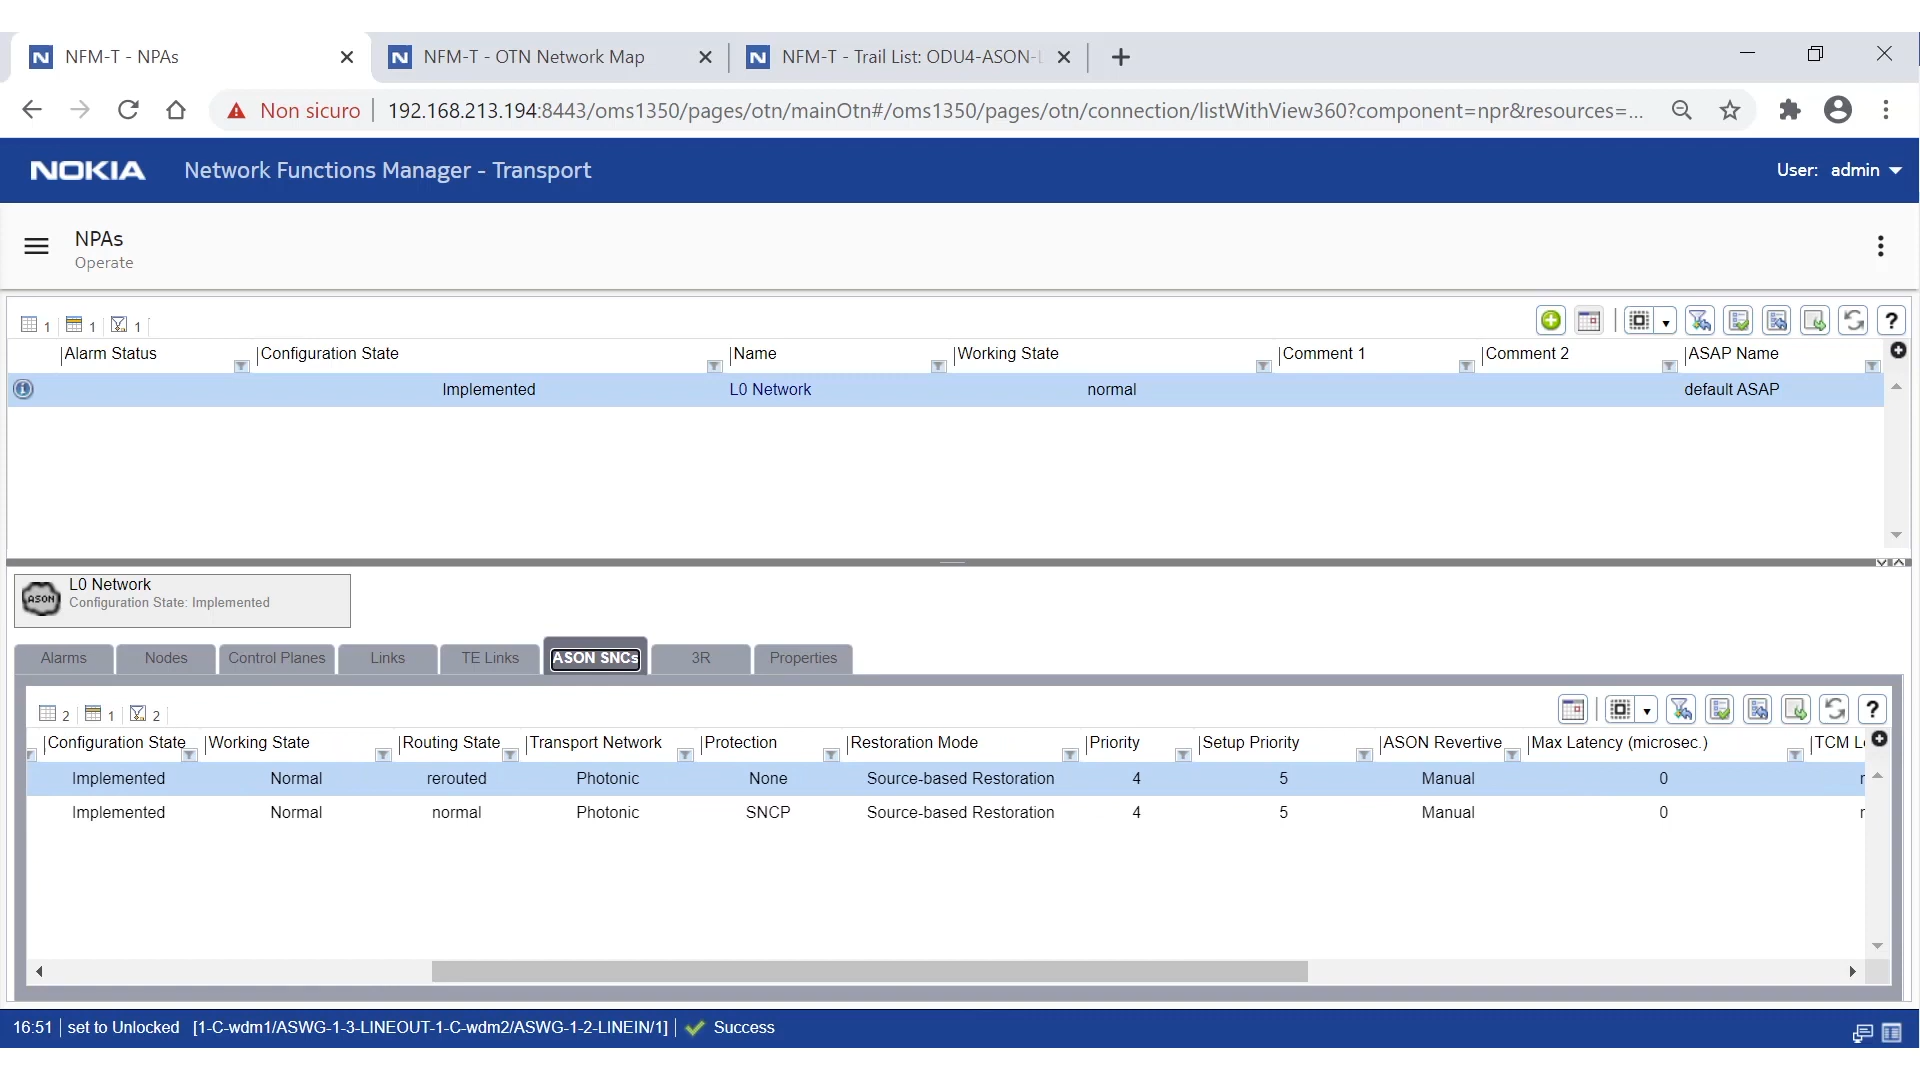 NFM-T - NPAs
NFM-T - OTN Network Map
NFM-T - Trail List: ODU4-ASON-
Non sicuro
192.168.213.194:8443/oms1350/pages/otn/mainOtn#/oms1350/pages/otn/connection/listWithView360?component=npr&resources=...
NOKIA
Network Functions Manager - Transport
User: admin
NPAs
Operate
1 1 1
Alarm Status Configuration State Name Working State Comment 1 Comment 2 ASAP Name
Implemented L0 Network normal default ASAP
ASON
L0 Network
Configuration State: Implemented
Alarms Nodes Control Planes Links TE Links ASON SNCs 3R Properties
2 1 2
Configuration State Working State Routing State Transport Network Protection Restoration Mode Priority Setup Priority ASON Revertive Max Latency (microsec.) TCM
Implemented Normal rerouted Photonic None Source-based Restoration 4 5 Manual 0
Implemented Normal normal Photonic SNCP Source-based Restoration 4 5 Manual 0
16:51 set to Unlocked [1-C-wdm1/ASWG-1-3-LINEOUT-1-C-wdm2/ASWG-1-2-LINEIN/1] Success